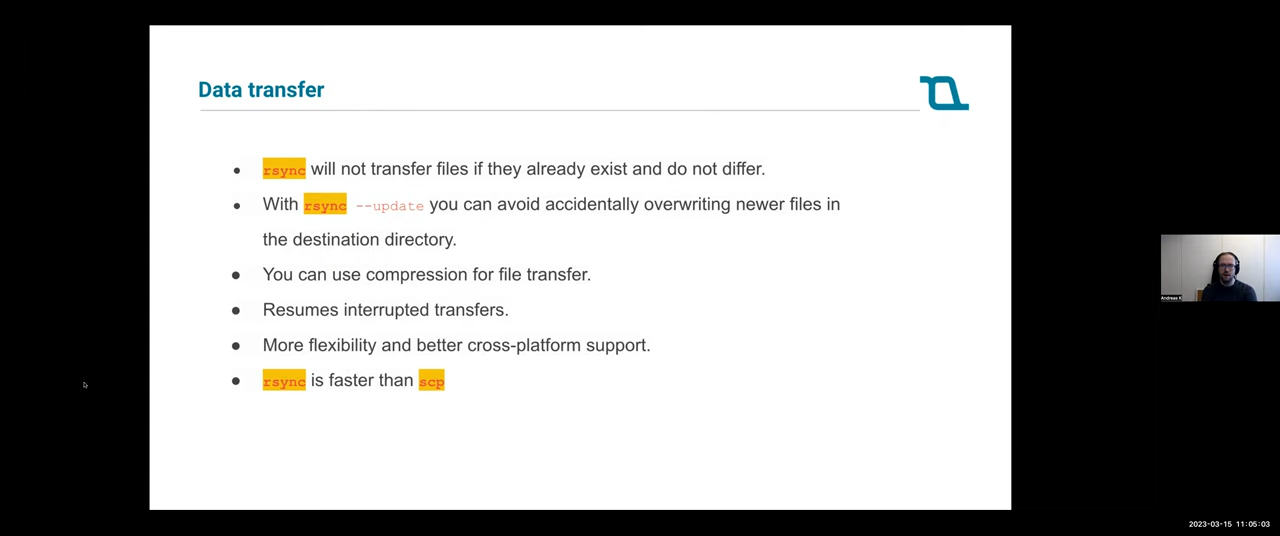 Data transfer
● rsync will not transfer files if they already exist and do not differ.
● With rsync --update you can avoid accidentally overwriting newer files in
the destination directory.
● You can use compression for file transfer.
● Resumes interrupted transfers.
● More flexibility and better cross-platform support.
● rsync is faster than scp
Andreas K
2023-03-15 11:05:03